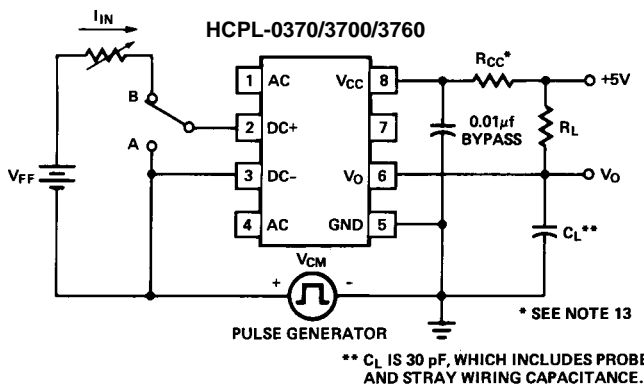 HCPL-0370/3700/3760
I_IN
R_CC*
+5V
1 AC
V_CC 8
B
0.01µf
BYPASS
R_L
2 DC+
7
A
V_FF
3 DC-
V_O 6
V_O
4 AC
GND 5
C_L**
V_CM
+ -
PULSE GENERATOR
* SEE NOTE 13
** C_L IS 30 pF, WHICH INCLUDES PROBE
AND STRAY WIRING CAPACITANCE.